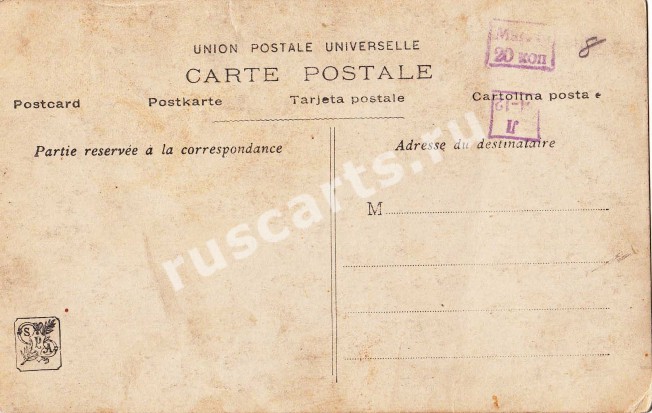 UNION POSTALE UNIVERSELLE
CARTE POSTALE
Postcard Postkarte Tarjeta postale Cartolina posta e
Partie reservée à la correspondance
Adresse du destinataire
M
20 коп
8
ruscarts.ru